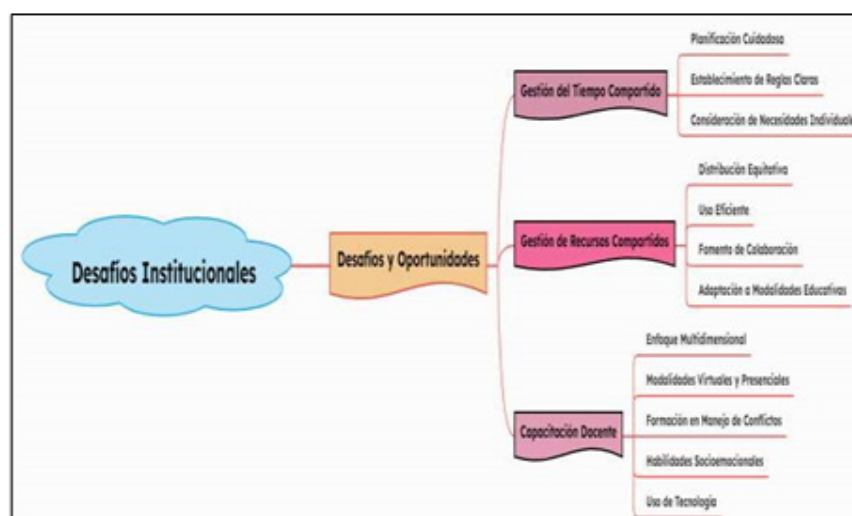 Desafíos Institucionales
Desafíos y Oportunidades
Gestión del Tiempo Compartido
Planificación Cuidadosa
Establecimiento de Reglas Claras
Consideración de Necesidades Individuale
Gestión de Recursos Compartidos
Distribución Equitativa
Uso Eficiente
Fomento de Colaboración
Adaptación a Modalidades Educativas
Capacitación Docente
Enfoque Multidimensional
Modalidades Virtuales y Presenciales
Formación en Manejo de Conflictos
Habilidades Socioemocionales
Uso de Tecnología